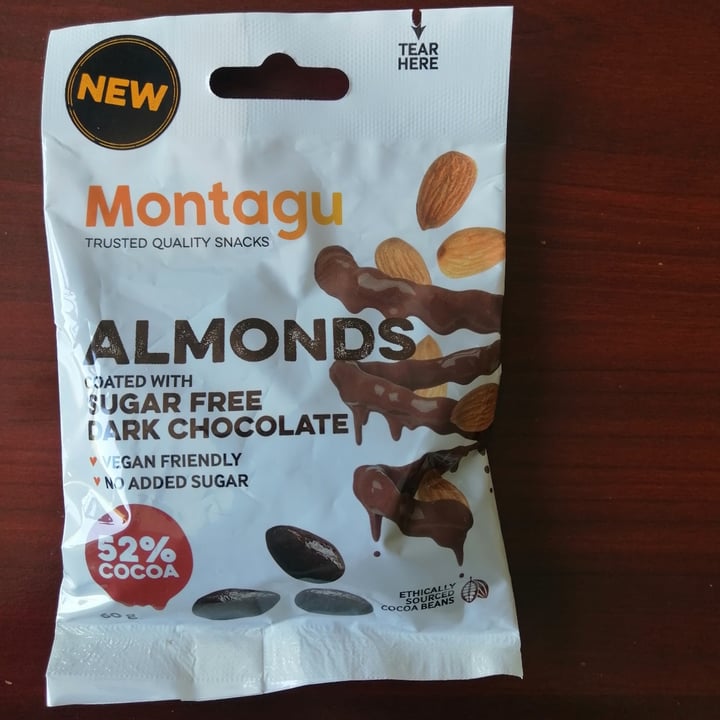 NEW
TEAR
HERE
Montagu
TRUSTED QUALITY SNACKS
ALMONDS
COATED WITH
SUGAR FREE
DARK CHOCOLATE
VEGAN FRIENDLY
NO ADDED SUGAR
52%
COCOA
ETHICALLY
SOURCED
COCOA BEANS
60 g